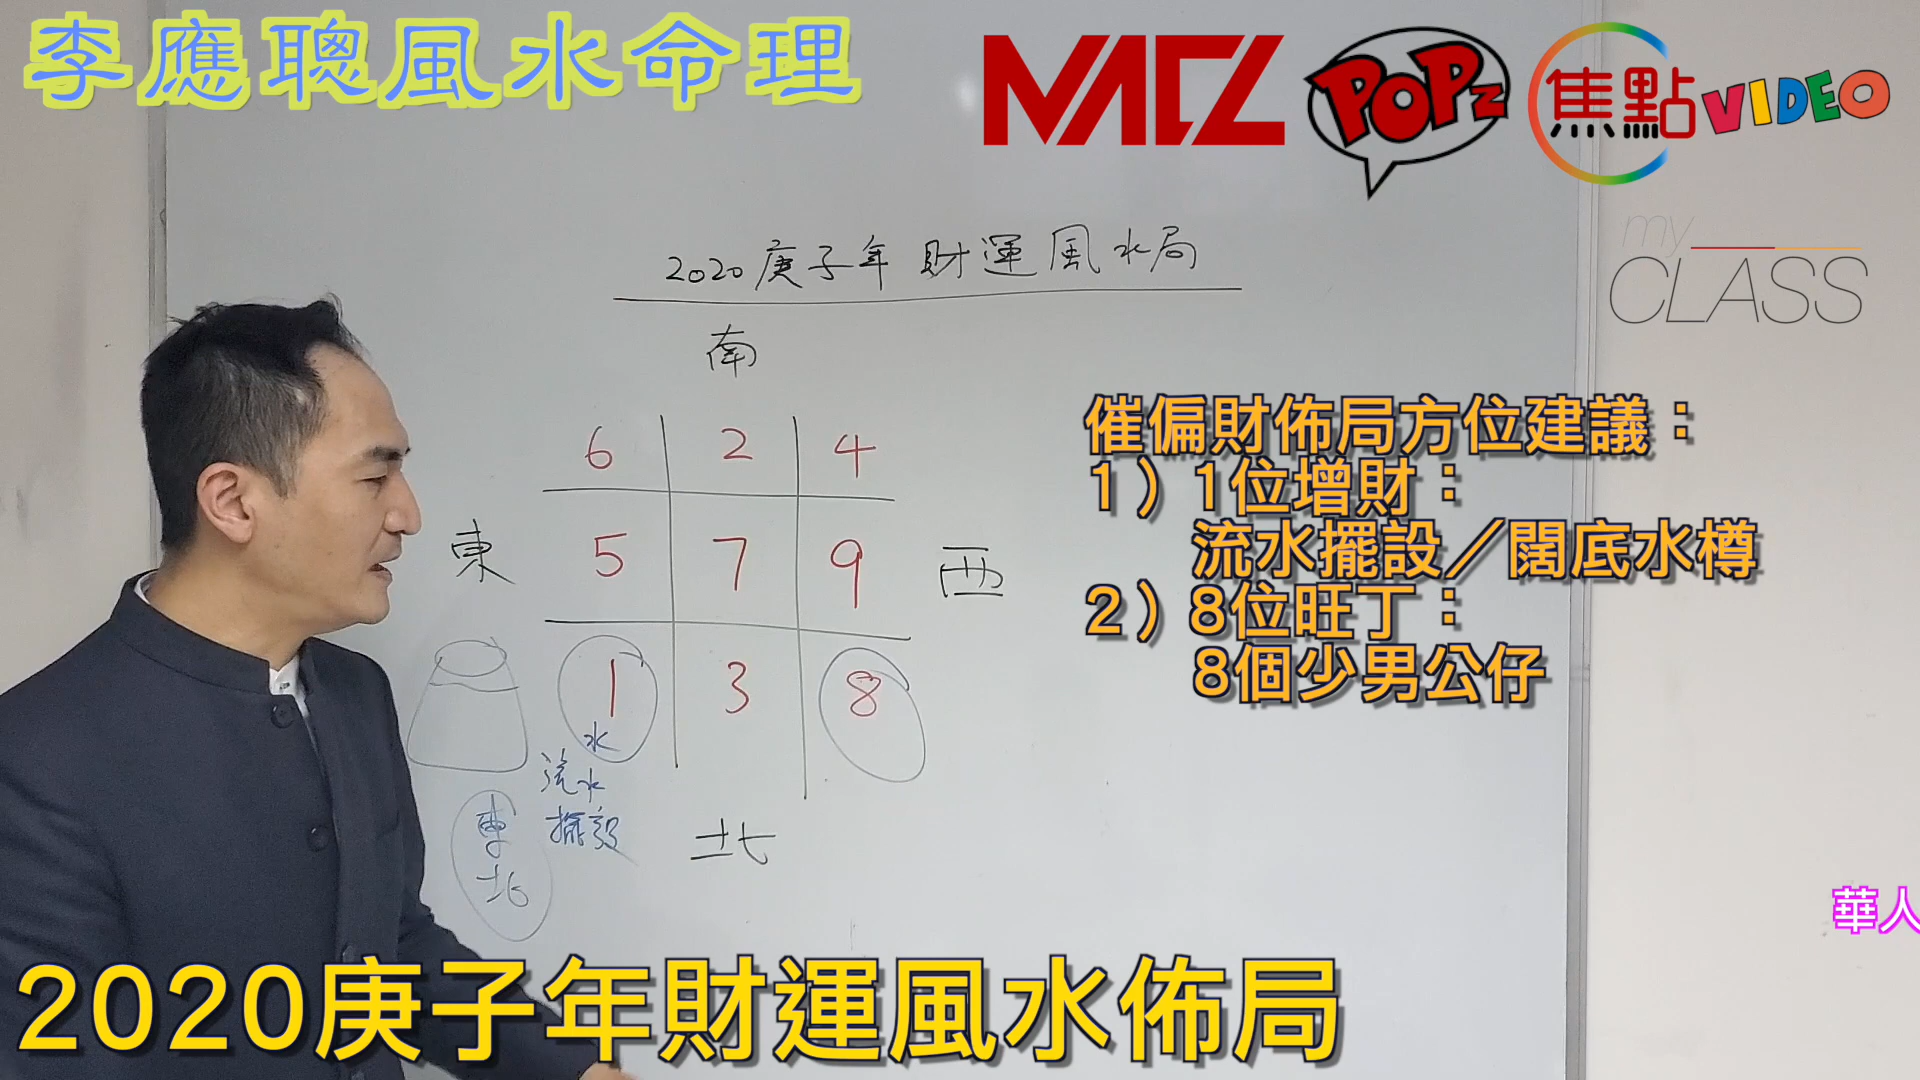 李應聰風水命理
MACL
POPz
焦點VIDEO
my
CLASS
2020庚子年財運風水局
南
6 2 4
東 5 7 9 西
1 3 8
水
流水
擺設
東
北
北
催偏財佈局方位建議：
1）1位增財：
流水擺設／闊底水樽
2）8位旺丁：
8個少男公仔
華人
2020庚子年財運風水佈局